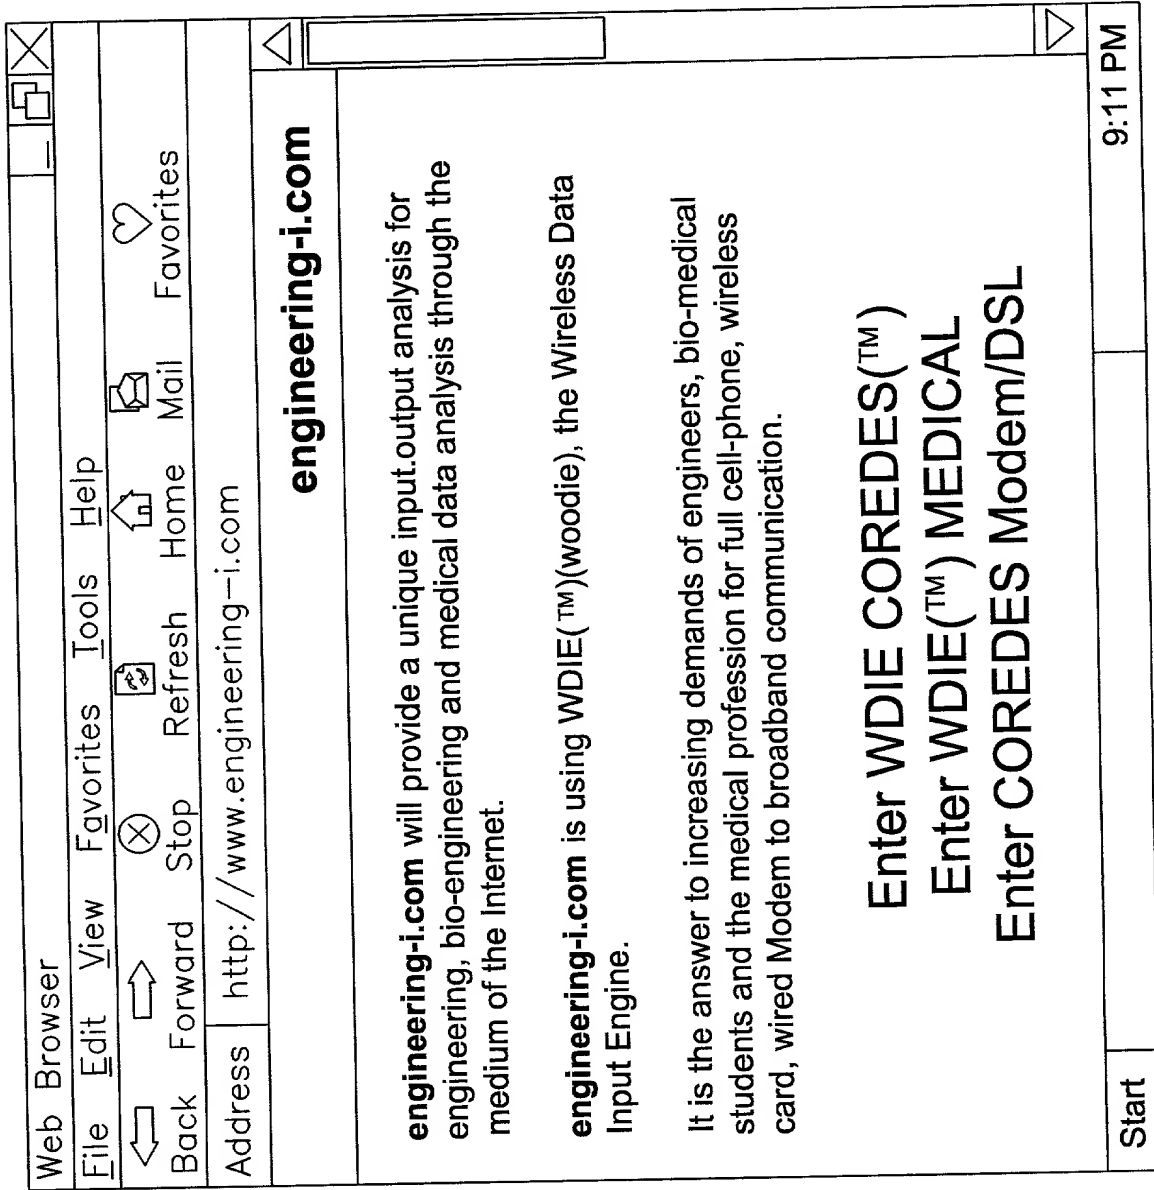 Web Browser
File Edit View Favorites Tools Help
Back Forward Stop Refresh Home Mail Favorites
Address http://www.engineering-i.com
engineering-i.com
engineering-i.com will provide a unique input.output analysis for
engineering, bio-engineering and medical data analysis through the
medium of the Internet.
engineering-i.com is using WDIE(™)(woodie), the Wireless Data
Input Engine.
It is the answer to increasing demands of engineers, bio-medical
students and the medical profession for full cell-phone, wireless
card, wired Modem to broadband communication.
Enter WDIE COREDES(™)
Enter WDIE(™) MEDICAL
Enter COREDES Modem/DSL
Start 9:11 PM